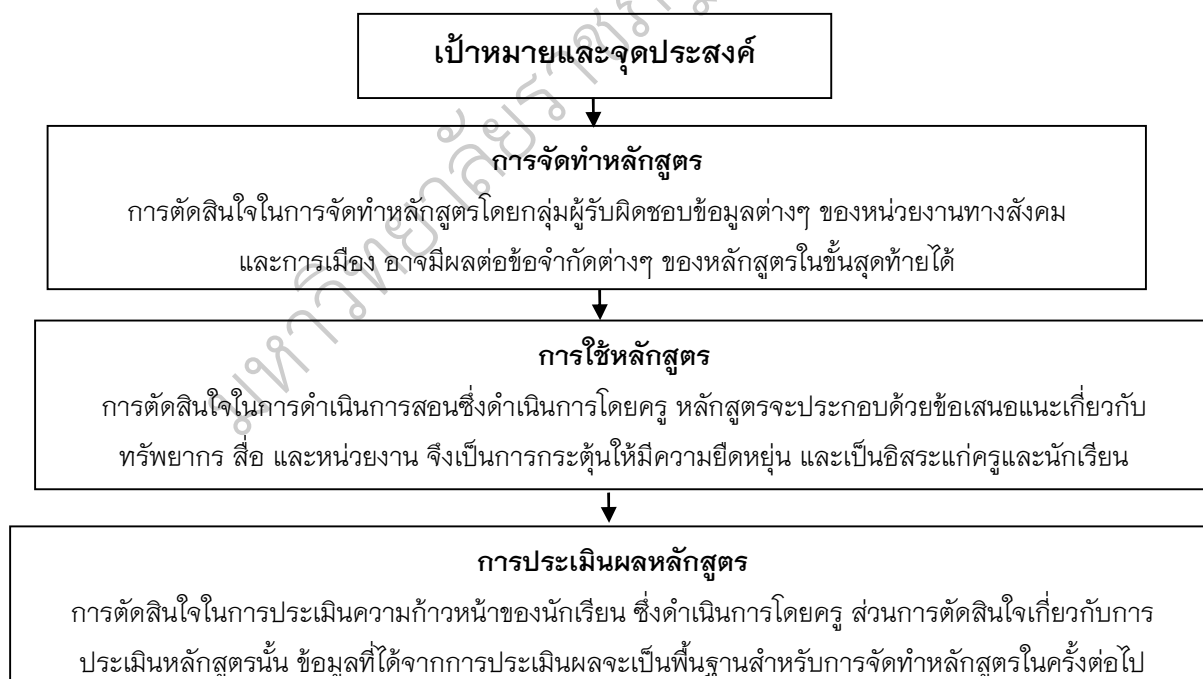 เป้าหมายและจุดประสงค์
การจัดทำหลักสูตร
การตัดสินใจในการจัดทำหลักสูตรโดยกลุ่มผู้รับผิดชอบข้อมูลต่างๆ ของหน่วยงานทางสังคม
และการเมือง อาจมีผลต่อข้อจำกัดต่างๆ ของหลักสูตรในขั้นสุดท้ายได้
การใช้หลักสูตร
การตัดสินใจในการดำเนินการสอนซึ่งดำเนินการโดยครู หลักสูตรจะประกอบด้วยข้อเสนอแนะเกี่ยวกับ
ทรัพยากร สื่อ และหน่วยงาน จึงเป็นการกระตุ้นให้มีความยืดหยุ่น และเป็นอิสระแก่ครูและนักเรียน
การประเมินผลหลักสูตร
การตัดสินใจในการประเมินความก้าวหน้าของนักเรียน ซึ่งดำเนินการโดยครู ส่วนการตัดสินใจเกี่ยวกับการ
ประเมินหลักสูตรนั้น ข้อมูลที่ได้จากการประเมินผลจะเป็นพื้นฐานสำหรับการจัดทำหลักสูตรในครั้งต่อไป
มหาวิทยาลัยราชภัฏ